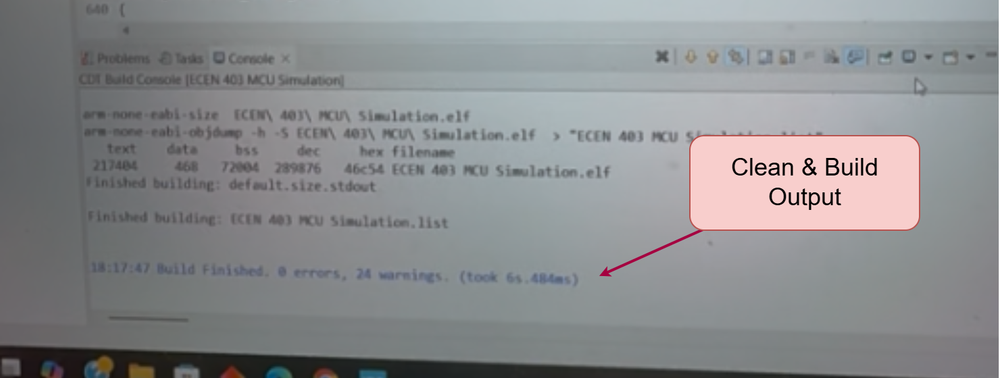 640 {
Problems Tasks Console
CDT Build Console [ECEN 403 MCU Simulation]
arm-none-eabi-size ECEN\ 403\ MCU\ Simulation.elf
arm-none-eabi-objdump -h -S ECEN\ 403\ MCU\ Simulation.elf > "ECEN 403 MCU
text data bss dec hex filename
217404 468 72004 289876 46c54 ECEN 403 MCU Simulation.elf
Finished building: default.size.stdout
Finished building: ECEN 403 MCU Simulation.list
18:17:47 Build Finished. 0 errors, 24 warnings. (took 6s.484ms)
Clean & Build
Output